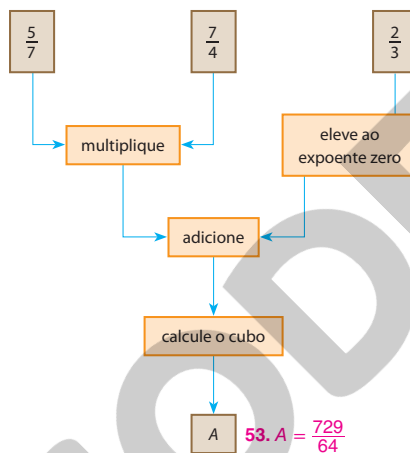 5/7 7/4 2/3
multiplique
eleve ao
expoente zero
adicione
calcule o cubo
A 53. A = 729/64